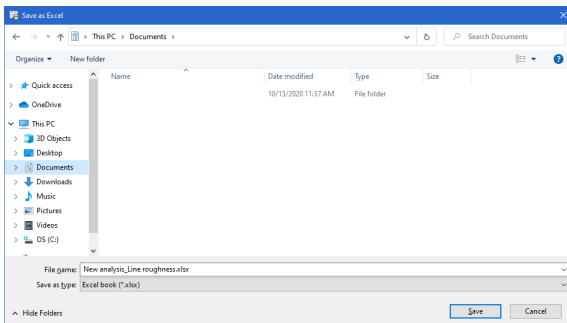 Save as Excel
This PC > Documents >
Search Documents
Organize
New folder
Name
Date modified
Type
Size
Quick access
10/13/2020 11:37 AM
File folder
OneDrive
This PC
3D Objects
Desktop
Documents
Downloads
Music
Pictures
Videos
OS (C:)
File name: New analysis_Line roughness.xlsx
Save as type: Excel book (*.xlsx)
Hide Folders
Save
Cancel